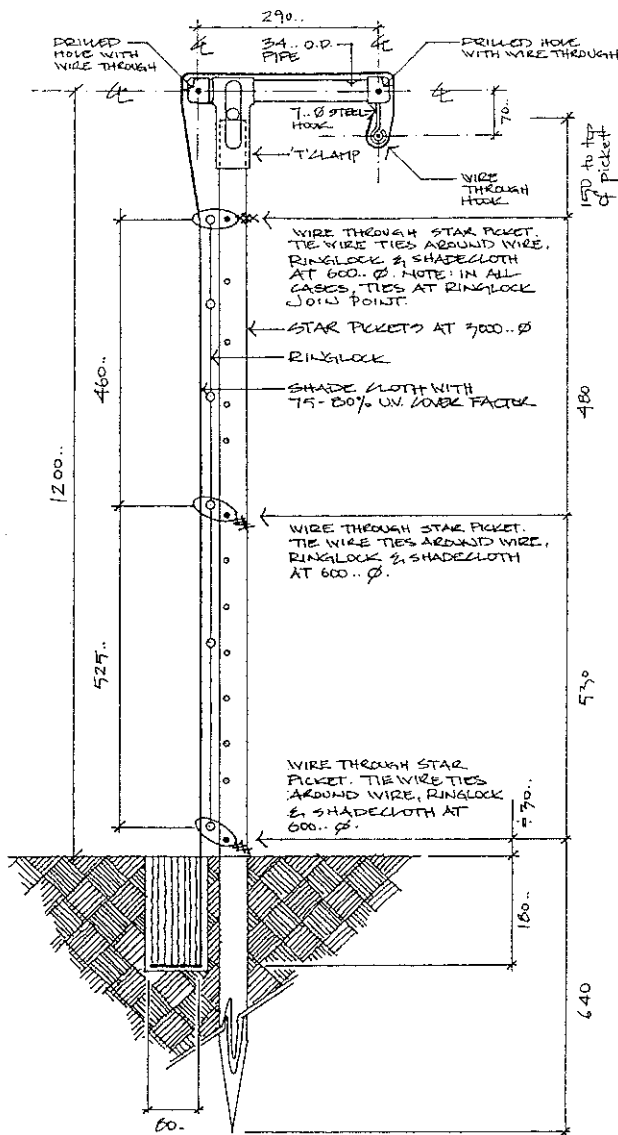 290..
DRILLED
HOLE WITH
WIRE THROUGH
34.. O.D.
PIPE
DRILLED HOLE
WITH WIRE THROUGH
7..Ø STEEL
HOOK
70..
'T' CLAMP
WIRE
THROUGH
HOOK
150 to top
of picket
WIRE THROUGH STAR PICKET.
TIE WIRE TIES AROUND WIRE,
RINGLOCK & SHADECLOTH
AT 600.. Ø. NOTE: IN ALL
CASES, TIES AT RINGLOCK
JOIN POINT.
STAR PICKETS AT 3000.. Ø
RINGLOCK
SHADE CLOTH WITH
75-80% U.V. COVER FACTOR
460..
480
1200..
WIRE THROUGH STAR PICKET.
TIE WIRE TIES AROUND WIRE,
RINGLOCK & SHADECLOTH
AT 600.. Ø.
525..
530
WIRE THROUGH STAR
PICKET. TIE WIRE TIES
AROUND WIRE, RINGLOCK
& SHADECLOTH AT
600.. Ø.
30..
180..
640